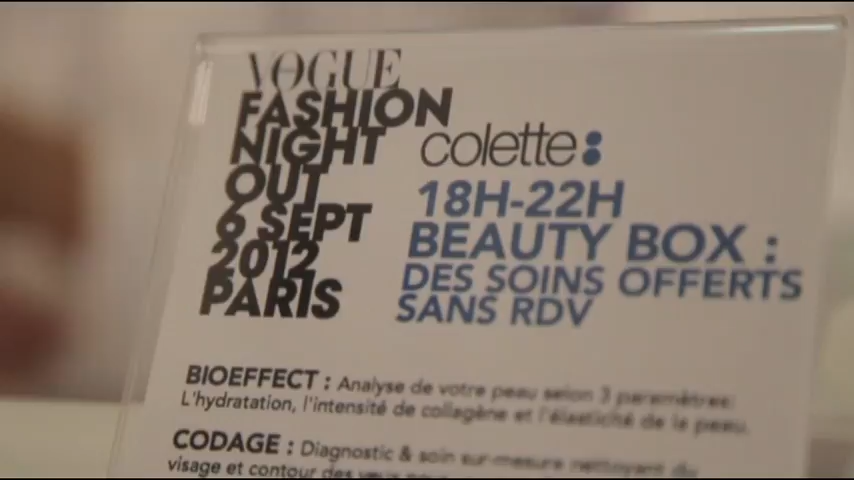 VOGUE
FASHION
NIGHT
OUT
6 SEPT
2012
PARIS
colette:
18H-22H
BEAUTY BOX :
DES SOINS OFFERTS
SANS RDV
BIOEFFECT : Analyse de votre peau selon 3 paramètres:
L'hydratation, l'intensité de collagène et l'élasticité de la peau.
CODAGE : Diagnostic & soin sur-mesure nettoyant du
visage et contour des yeux